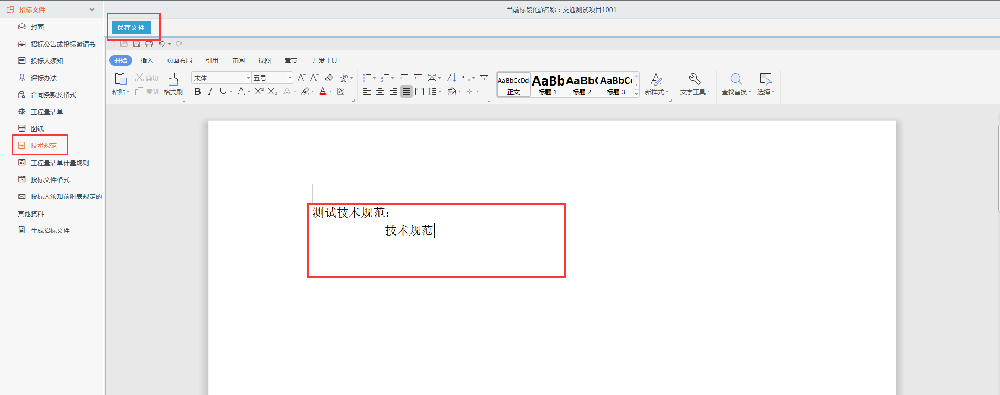 招标文件
当前标段(包)名称：交通测试项目1001
封面
招标公告或投标邀请书
投标人须知
评标办法
合同条款及格式
工程量清单
图纸
技术规范
工程量清单计量规则
投标文件格式
投标人须知前附表规定的
其他资料
生成招标文件
保存文件
开始 插入 页面布局 引用 审阅 视图 章节 开发工具
粘贴 剪切 复制 格式刷
宋体 五号
A+ A- wén 变
B I U A X² X₂ A A A
AaBbCcDd AaBb AaBb( AaBbC
正文 标题 1 标题 2 标题 3
新样式 文字工具 查找替换 选择
测试技术规范：
技术规范